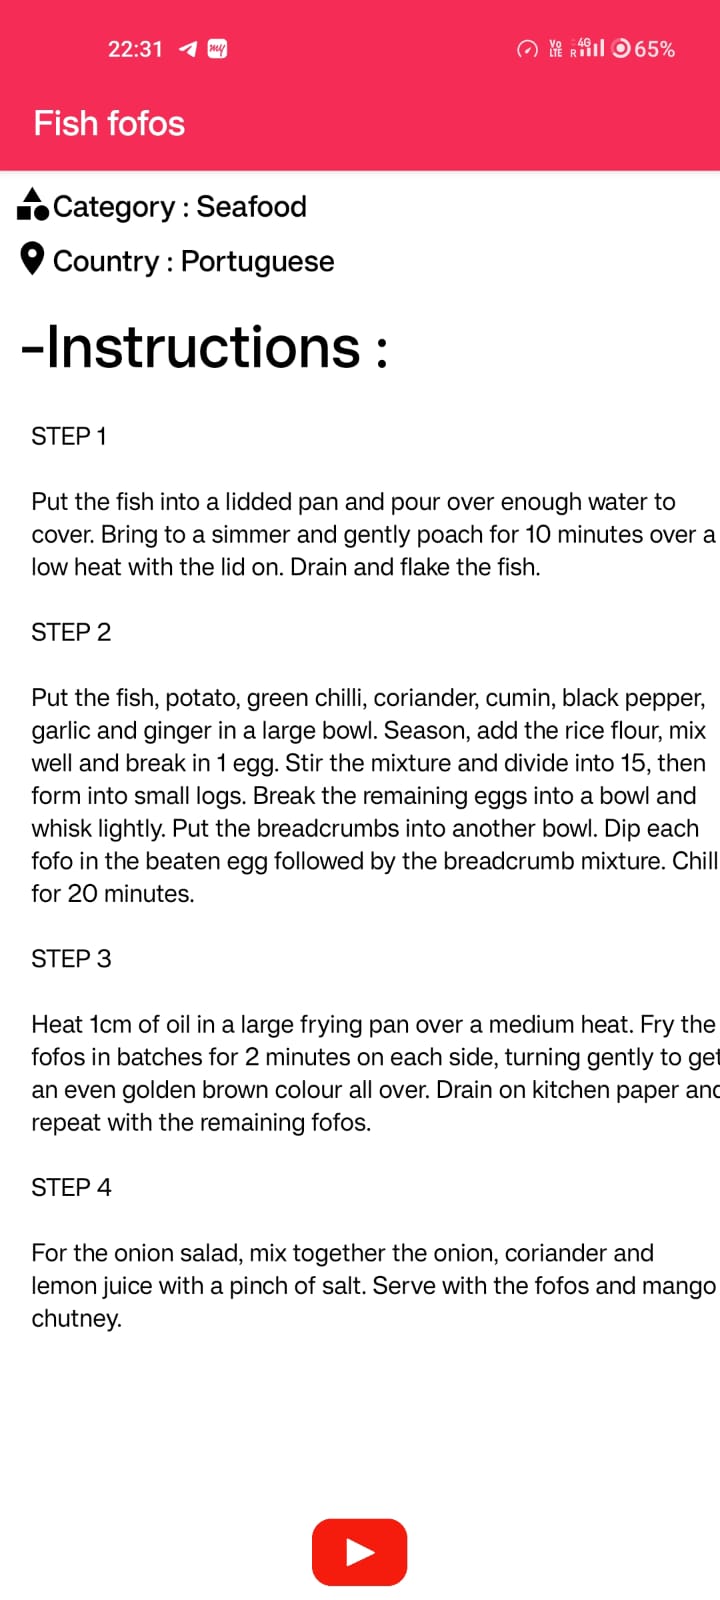 22:31 my Vo LTE 4G R 65%
Fish fofos
Category : Seafood
Country : Portuguese
-Instructions :
STEP 1
Put the fish into a lidded pan and pour over enough water to
cover. Bring to a simmer and gently poach for 10 minutes over a
low heat with the lid on. Drain and flake the fish.
STEP 2
Put the fish, potato, green chilli, coriander, cumin, black pepper,
garlic and ginger in a large bowl. Season, add the rice flour, mix
well and break in 1 egg. Stir the mixture and divide into 15, then
form into small logs. Break the remaining eggs into a bowl and
whisk lightly. Put the breadcrumbs into another bowl. Dip each
fofo in the beaten egg followed by the breadcrumb mixture. Chill
for 20 minutes.
STEP 3
Heat 1cm of oil in a large frying pan over a medium heat. Fry the
fofos in batches for 2 minutes on each side, turning gently to get
an even golden brown colour all over. Drain on kitchen paper and
repeat with the remaining fofos.
STEP 4
For the onion salad, mix together the onion, coriander and
lemon juice with a pinch of salt. Serve with the fofos and mango
chutney.